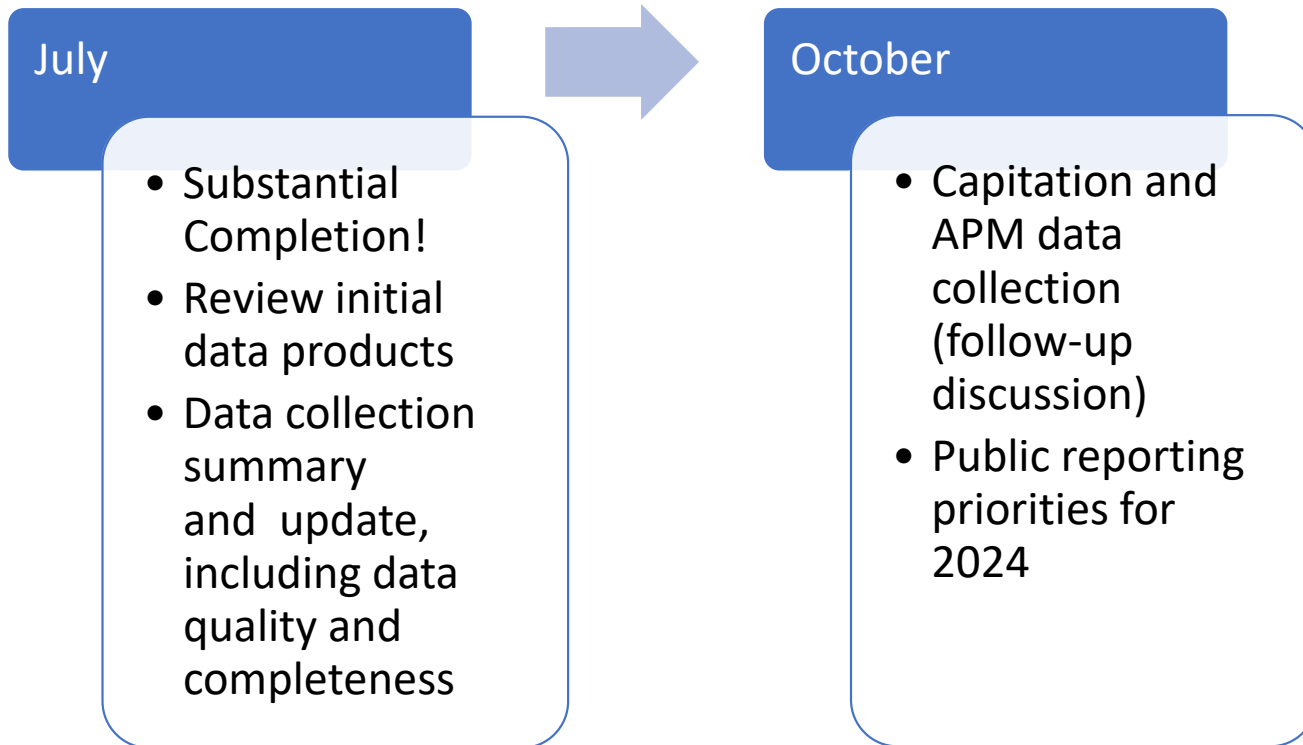 July
• Substantial
Completion!
• Review initial
data products
• Data collection
summary
and  update,
including data
quality and
completeness
October
• Capitation and
APM data
collection
(follow-up
discussion)
• Public reporting
priorities for
2024